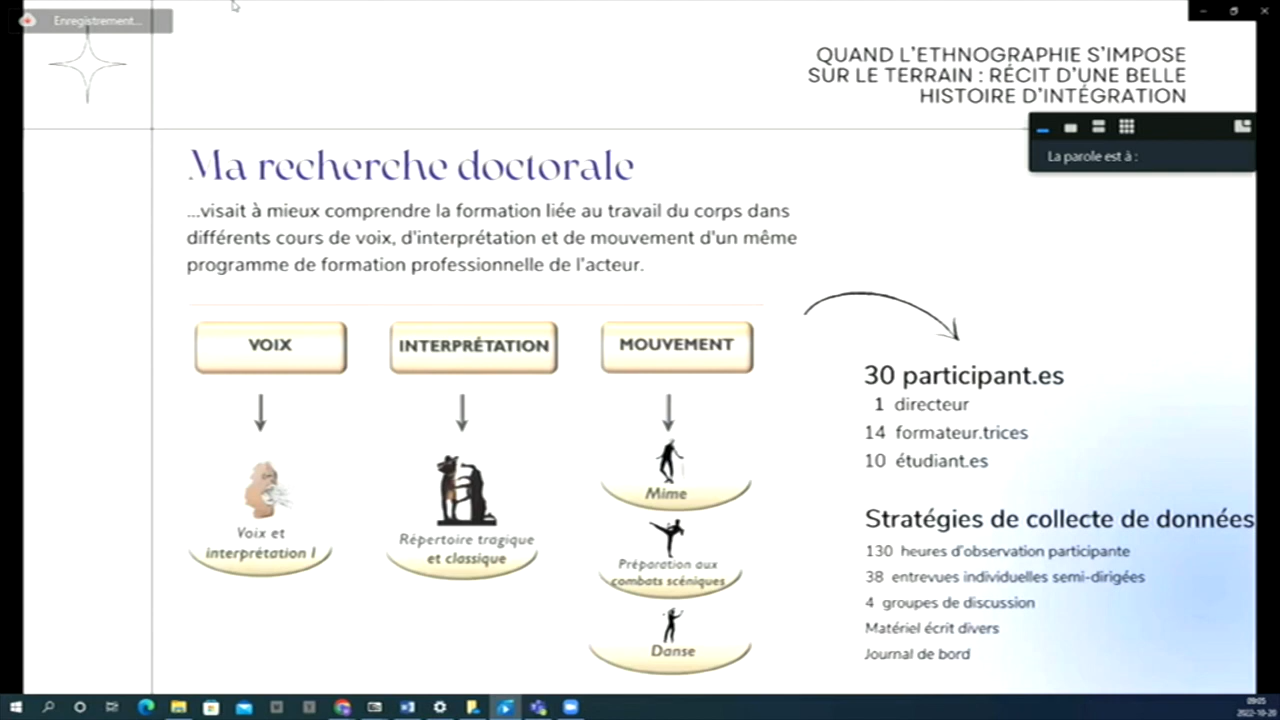 Enregistrement...
QUAND L'ETHNOGRAPHIE S'IMPOSE
SUR LE TERRAIN : RÉCIT D'UNE BELLE
HISTOIRE D'INTÉGRATION
La parole est à :
Ma recherche doctorale
...visait à mieux comprendre la formation liée au travail du corps dans
différents cours de voix, d'interprétation et de mouvement d'un même
programme de formation professionnelle de l'acteur.
VOIX
INTERPRÉTATION
MOUVEMENT
Voix et
interprétation I
Répertoire tragique
et classique
Mime
Préparation aux
combats scéniques
Danse
30 participant.es
1 directeur
14 formateur.trices
10 étudiant.es
Stratégies de collecte de données
130 heures d'observation participante
38 entrevues individuelles semi-dirigées
4 groupes de discussion
Matériel écrit divers
Journal de bord
09:05
2022-10-20